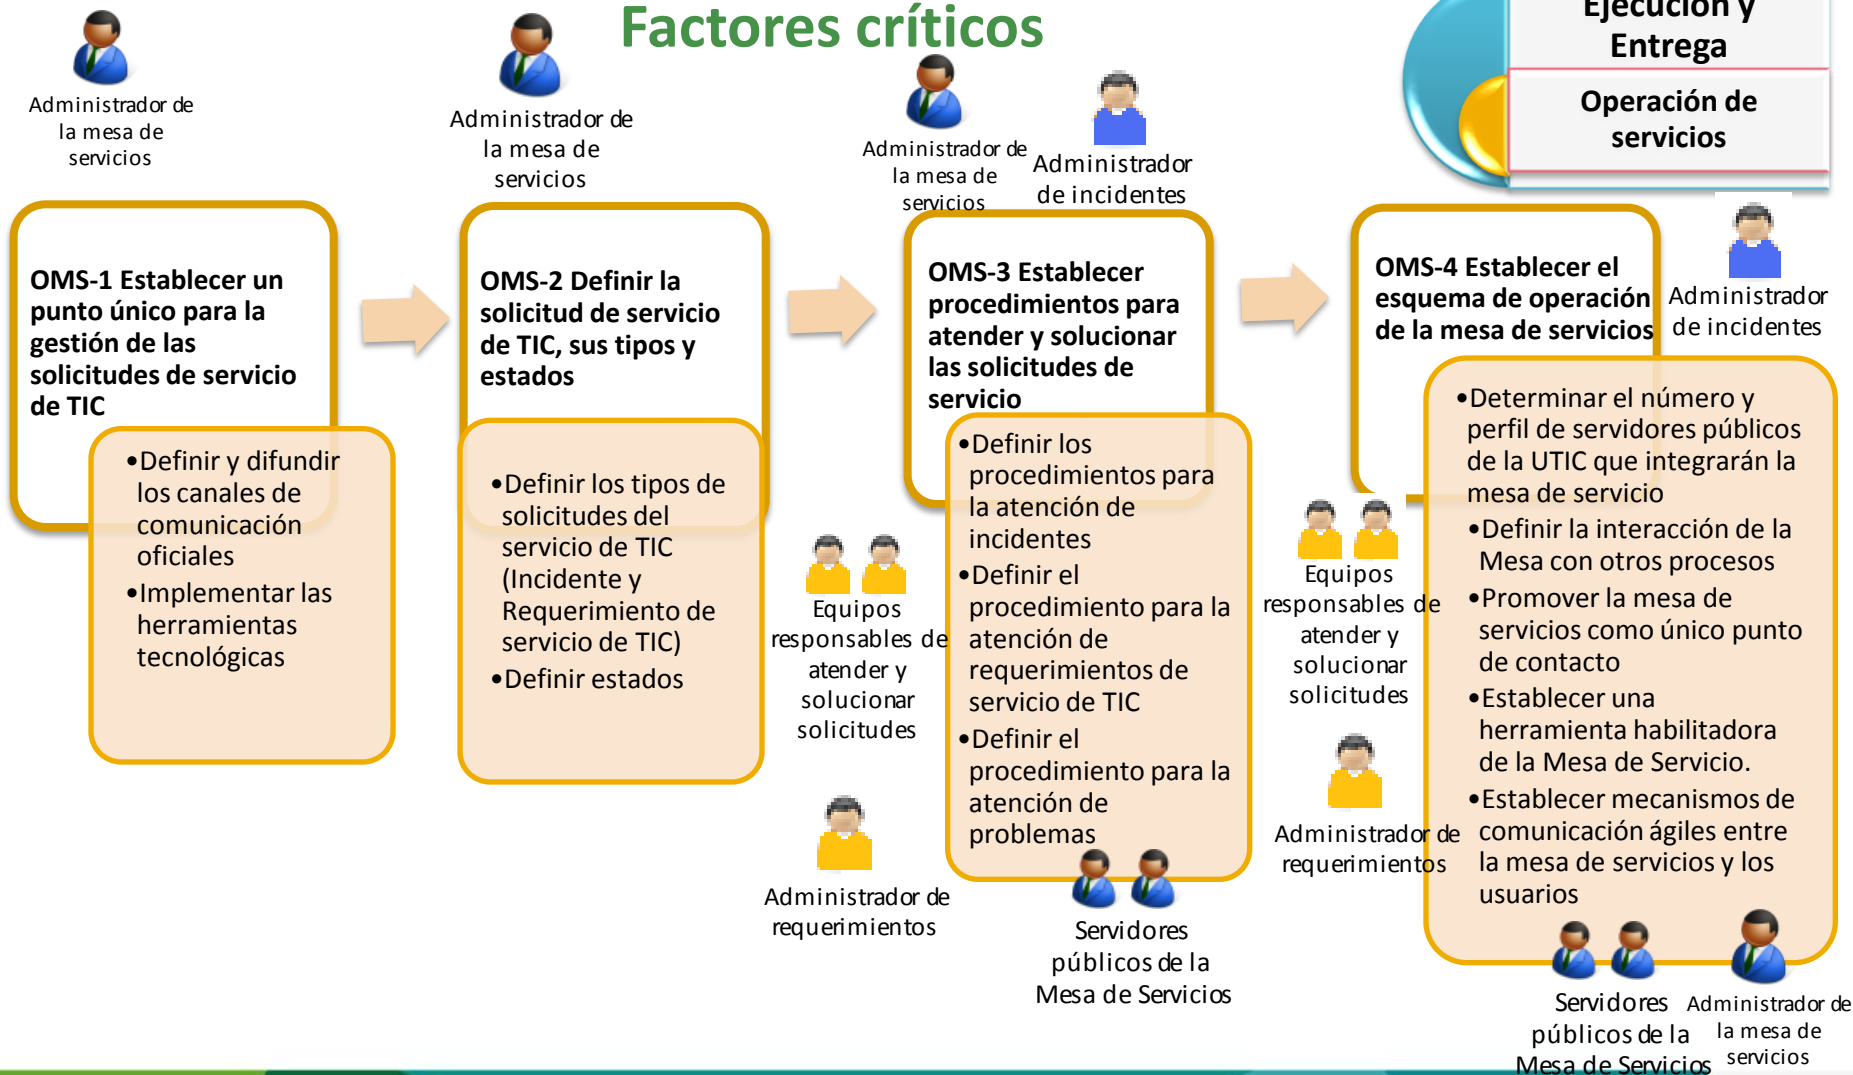 Factores críticos
Ejecución y
Entrega
Operación de
servicios
Administrador de
la mesa de
servicios
OMS-1 Establecer un
punto único para la
gestión de las
solicitudes de servicio
de TIC
•Definir y difundir
los canales de
comunicación
oficiales
•Implementar las
herramientas
tecnológicas
Administrador de
la mesa de
servicios
OMS-2 Definir la
solicitud de servicio
de TIC, sus tipos y
estados
•Definir los tipos de
solicitudes del
servicio de TIC
(Incidente y
Requerimiento de
servicio de TIC)
•Definir estados
Administrador de
la mesa de
servicios
Administrador
de incidentes
OMS-3 Establecer
procedimientos para
atender y solucionar
las solicitudes de
servicio
•Definir los
procedimientos para
la atención de
incidentes
•Definir el
procedimiento para la
atención de
requerimientos de
servicio de TIC
•Definir el
procedimiento para la
atención de
problemas
Equipos
responsables de
atender y
solucionar
solicitudes
Administrador de
requerimientos
Servidores
públicos de la
Mesa de Servicios
OMS-4 Establecer el
esquema de operación
de la mesa de servicios
Administrador
de incidentes
•Determinar el número y
perfil de servidores públicos
de la UTIC que integrarán la
mesa de servicio
•Definir la interacción de la
Mesa con otros procesos
•Promover la mesa de
servicios como único punto
de contacto
•Establecer una
herramienta habilitadora
de la Mesa de Servicio.
•Establecer mecanismos de
comunicación ágiles entre
la mesa de servicios y los
usuarios
Equipos
responsables de
atender y
solucionar
solicitudes
Administrador de
requerimientos
Servidores
públicos de la
Mesa de Servicios
Administrador de
la mesa de
servicios